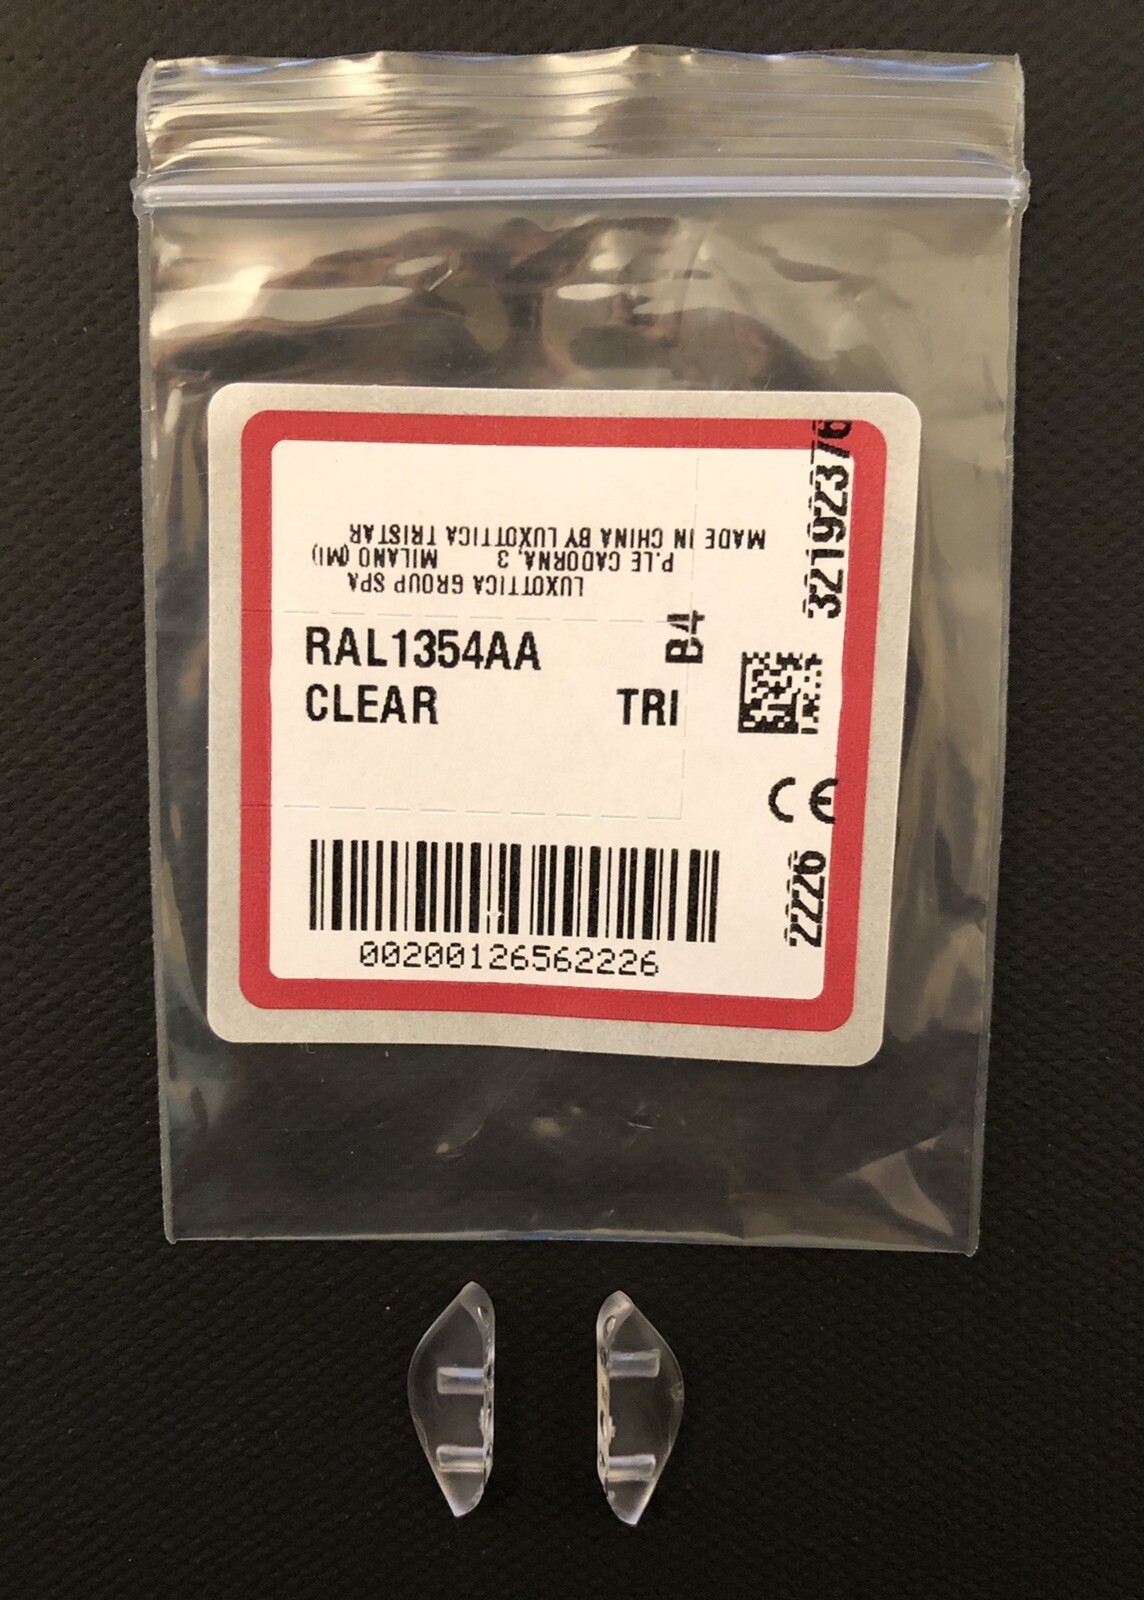 MADE IN CHINA BY LUXOTTICA TRISTAR
P.LE CADORNA, 3 MILANO (MI)
LUXOTTICA GROUP SPA
RAL1354AA
B4
CLEAR
TRI
32192376
CE
2226
00200126562226